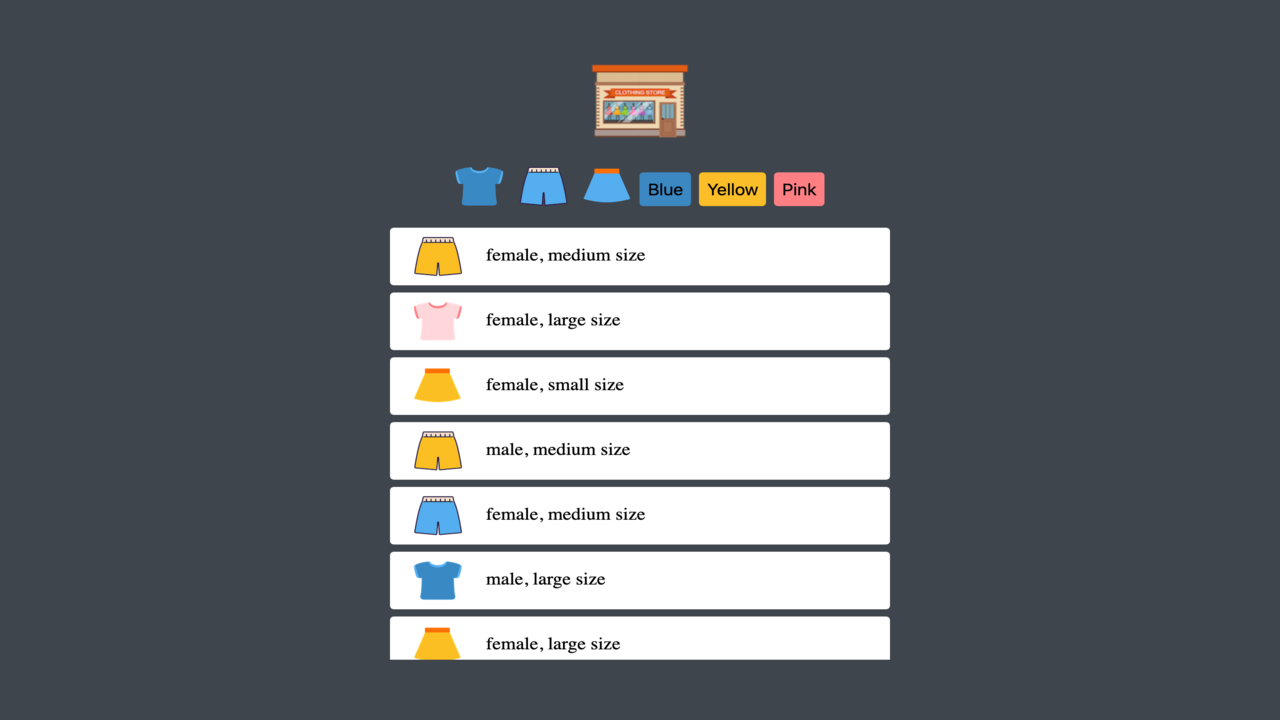 CLOTHING STORE
Blue Yellow Pink
female, medium size
female, large size
female, small size
male, medium size
female, medium size
male, large size
female, large size